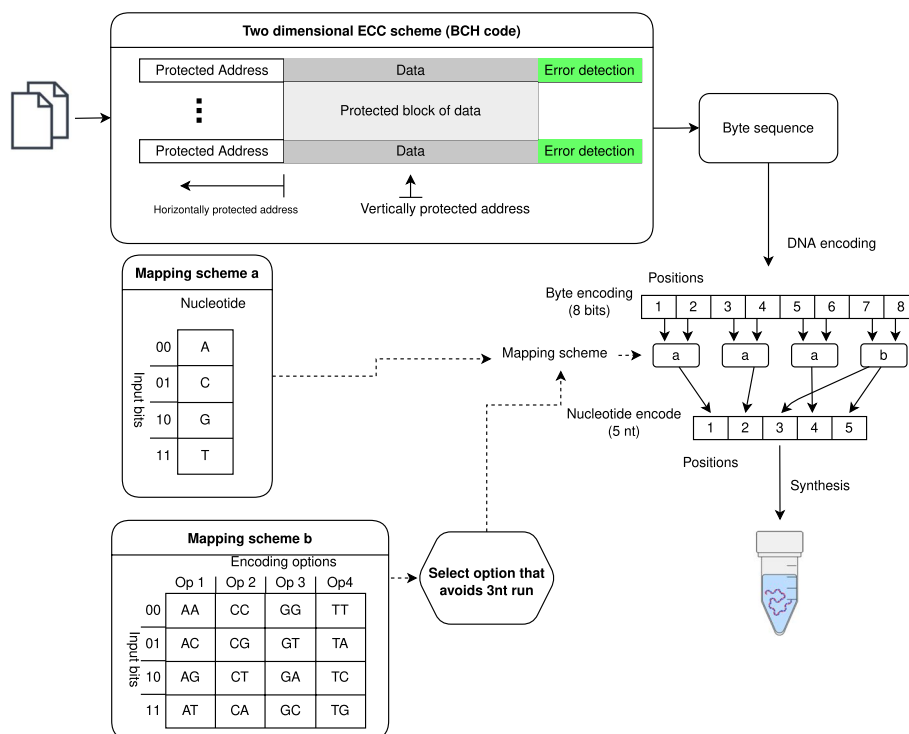 Two dimensional ECC scheme (BCH code)
Protected Address Data Error detection
Protected block of data
Protected Address Data Error detection
Horizontally protected address
Vertically protected address
Byte sequence
DNA encoding
Mapping scheme a
Nucleotide
Input bits
00 A
01 C
10 G
11 T
Positions
Byte encoding
(8 bits)
1 2 3 4 5 6 7 8
Mapping scheme
a a a b
Nucleotide encode
(5 nt)
1 2 3 4 5
Positions
Synthesis
Mapping scheme b
Encoding options
Op 1 Op 2 Op 3 Op4
Input bits
00 AA CC GG TT
01 AC CG GT TA
10 AG CT GA TC
11 AT CA GC TG
Select option that
avoids 3nt run